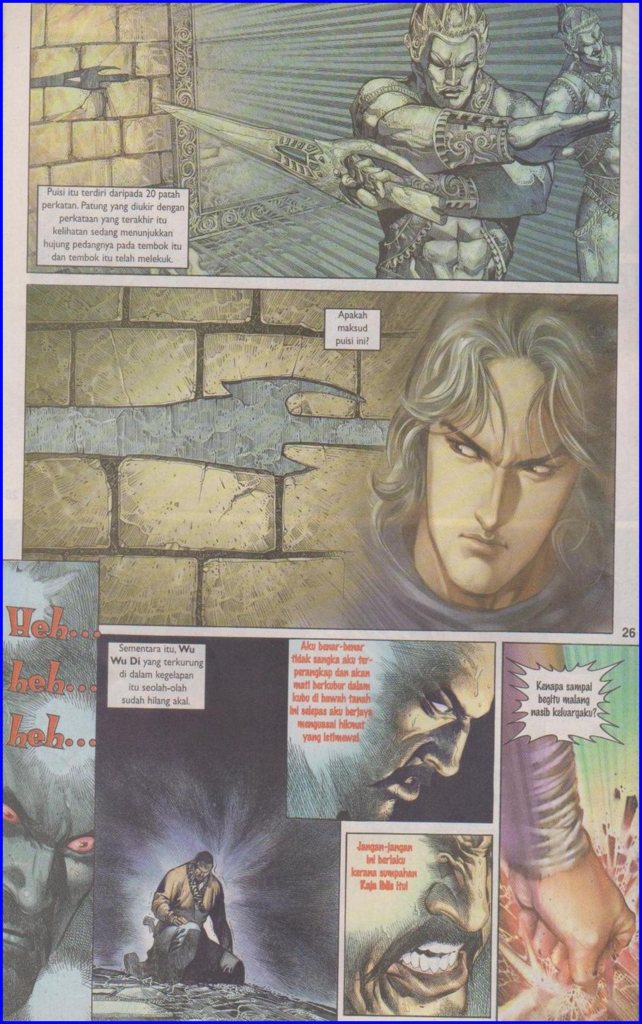 Puisi itu terdiri daripada 20 patah
perkatan. Patung yang diukir dengan
perkataan yang terakhir itu
kelihatan sedang menunjukkan
hujung pedangnya pada tembok itu
dan tembok itu telah melekuk.
Apakah
maksud
puisi ini?
26
Heh...
heh...
heh...
Sementara itu, Wu
Wu Di yang terkurung
di dalam kegelapan
itu seolah-olah
sudah hilang akal.
Aku benar-benar
tidak sangka aku ter-
perangkap dan akan
mati berkubur dalam
kubo di bawah tanah
ini selepas aku berjaya
menguasai hikmat
yang istimewa!
Jangan-jangan
ini berlaku
kerana sumpahan
Raja Iblis itu!
Kenapa sampai
begitu malang
nasib keluargaku?